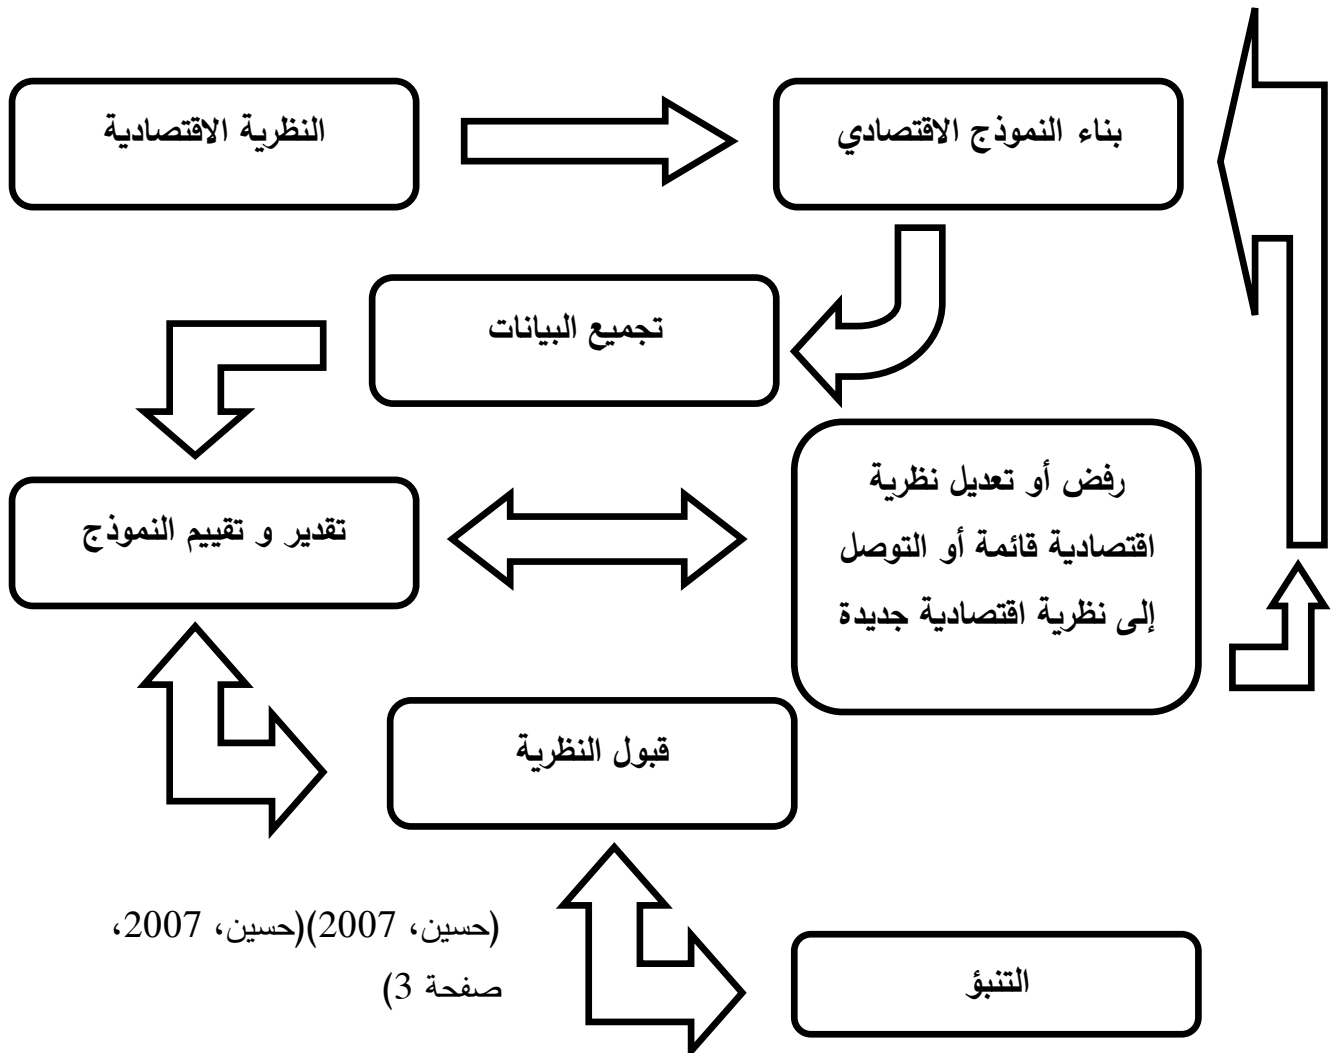 النظرية الاقتصادية
بناء النموذج الاقتصادي
تجميع البيانات
تقدير و تقييم النموذج
رفض أو تعديل نظرية
اقتصادية قائمة أو التوصل
إلى نظرية اقتصادية جديدة
قبول النظرية
التنبؤ
(حسين، 2007)(حسين، 2007،
صفحة 3)